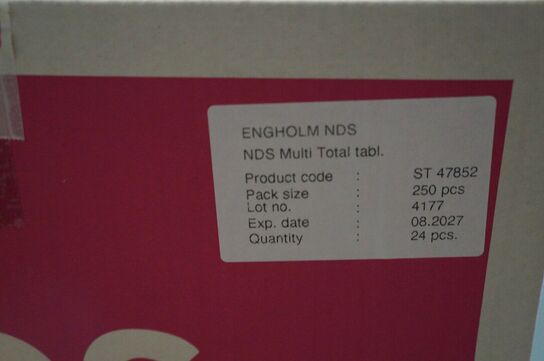 ENGHOLM NDS
NDS Multi Total tabl.
Product code : ST 47852
Pack size : 250 pcs
Lot no. : 4177
Exp. date : 08.2027
Quantity : 24 pcs.